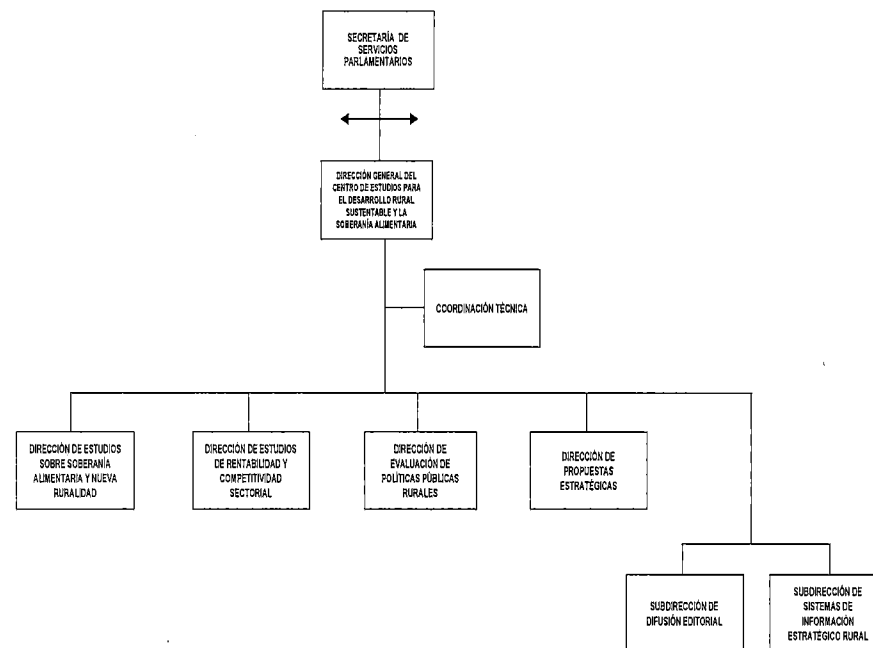 SECRETARÍA DE
SERVICIOS
PARLAMENTARIOS
DIRECCIÓN GENERAL DEL
CENTRO DE ESTUDIOS PARA
EL DESARROLLO RURAL
SUSTENTABLE Y LA
SOBERANÍA ALIMENTARIA
COORDINACIÓN TÉCNICA
DIRECCIÓN DE ESTUDIOS
SOBRE SOBERANÍA
ALIMENTARIA Y NUEVA
RURALIDAD
DIRECCIÓN DE ESTUDIOS
DE RENTABILIDAD Y
COMPETITIVIDAD
SECTORIAL
DIRECCIÓN DE
EVALUACIÓN DE
POLÍTICAS PÚBLICAS
RURALES
DIRECCIÓN DE
PROPUESTAS
ESTRATÉGICAS
SUBDIRECCIÓN DE
DIFUSIÓN EDITORIAL
SUBDIRECCIÓN DE
SISTEMAS DE
INFORMACIÓN
ESTRATÉGICO RURAL